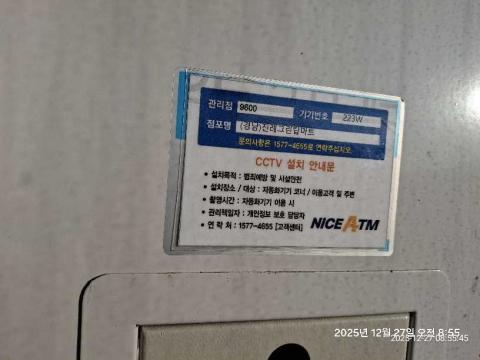 관리점 9600 기기번호 223W
점포명 (경남)진례그린팜마트
문의사항은 1577-4655로 연락주십시오.
CCTV 설치 안내문
• 설치목적 : 범죄예방 및 시설안전
• 설치장소 / 대상 : 자동화기기 코너 / 이용고객 및 주변
• 촬영시간 : 자동화기기 이용 시
• 관리책임자 : 개인정보 보호 담당자
• 연 락 처 : 1577-4655 [고객센터]
NICE ATM
2025년 12월 27일 오전 8:55
2025-12-27 08:55:45